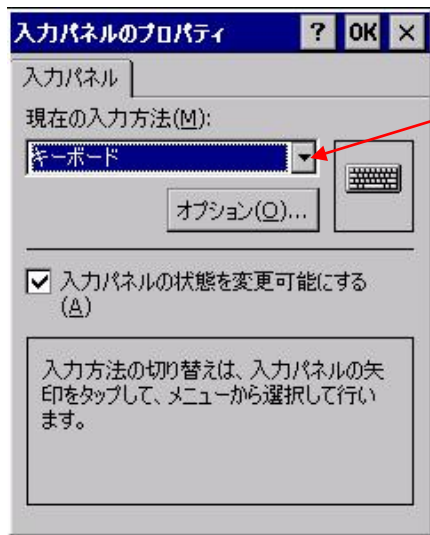 入力パネルのプロパティ ? OK ×
入力パネル
現在の入力方法(M):
キーボード
オプション(O)...
入力パネルの状態を変更可能にする
(A)
入力方法の切り替えは、入力パネルの矢
印をタップして、メニューから選択して行い
ます。